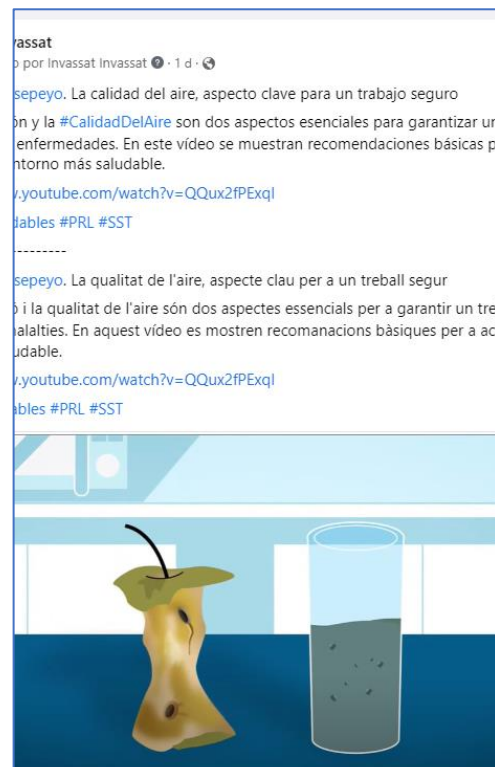 vassat
o por Invassat Invassat · 1 d ·
sepeyo. La calidad del aire, aspecto clave para un trabajo seguro
ón y la #CalidadDelAire son dos aspectos esenciales para garantizar un
enfermedades. En este vídeo se muestran recomendaciones básicas p
ntorno más saludable.
v.youtube.com/watch?v=QQux2fPExqI
dables #PRL #SST
----------
sepeyo. La qualitat de l'aire, aspecte clau per a un treball segur
ó i la qualitat de l'aire són dos aspectes essencials per a garantir un tre
nalalties. En aquest vídeo es mostren recomanacions bàsiques per a ac
udable.
v.youtube.com/watch?v=QQux2fPExqI
ables #PRL #SST